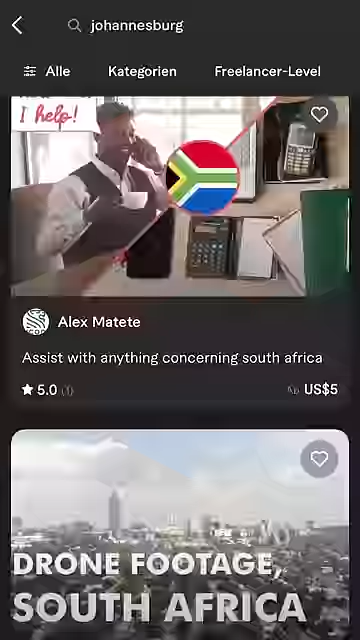 johannesburg
Alle Kategorien Freelancer-Level
I help!
Alex Matete
Assist with anything concerning south africa
5.0 (1) US$5
DRONE FOOTAGE,
SOUTH AFRICA